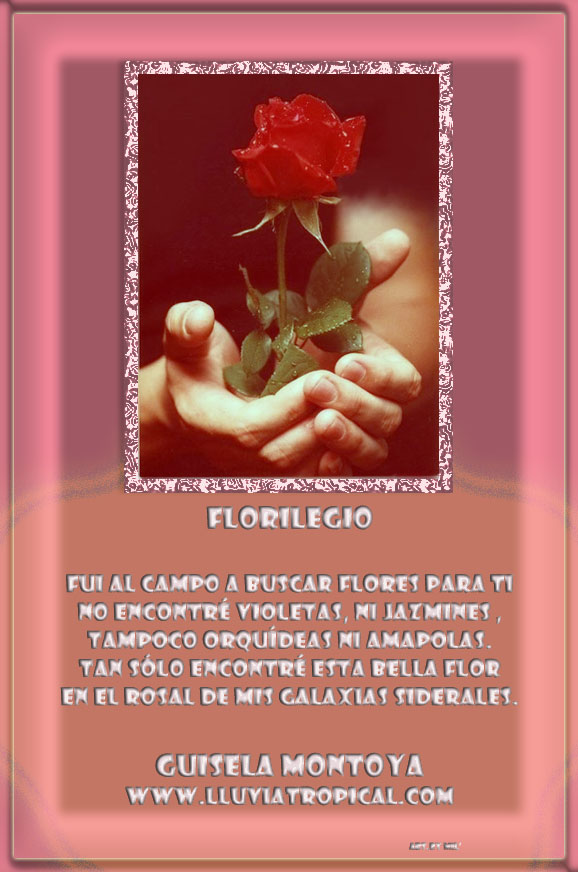 FLORILEGIO
FUI AL CAMPO A BUSCAR FLORES PARA TI
NO ENCONTRÉ VIOLETAS, NI JAZMINES ,
TAMPOCO ORQUÍDEAS NI AMAPOLAS.
TAN SÓLO ENCONTRÉ ESTA BELLA FLOR
EN EL ROSAL DE MIS GALAXIAS SIDERALES.
GUISELA MONTOYA
WWW.LLUVIATROPICAL.COM